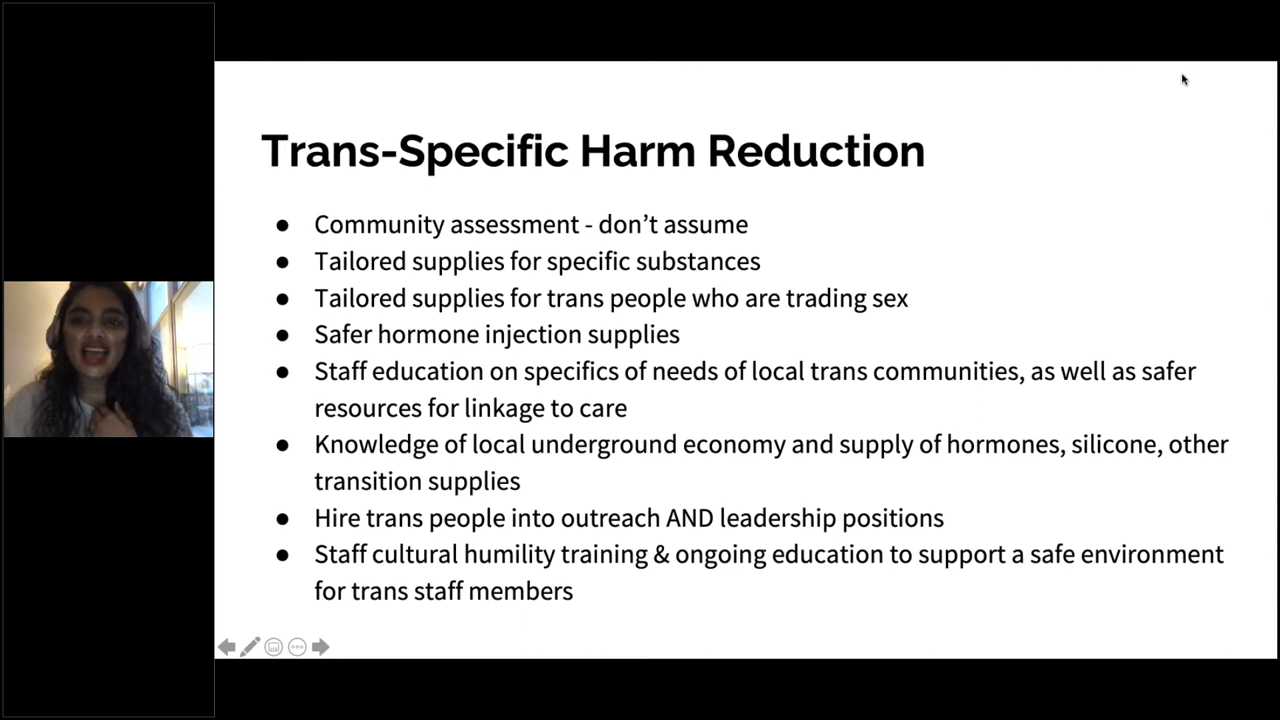 Trans-Specific Harm Reduction
● Community assessment - don’t assume
● Tailored supplies for specific substances
● Tailored supplies for trans people who are trading sex
● Safer hormone injection supplies
● Staff education on specifics of needs of local trans communities, as well as safer
resources for linkage to care
● Knowledge of local underground economy and supply of hormones, silicone, other
transition supplies
● Hire trans people into outreach AND leadership positions
● Staff cultural humility training & ongoing education to support a safe environment
for trans staff members